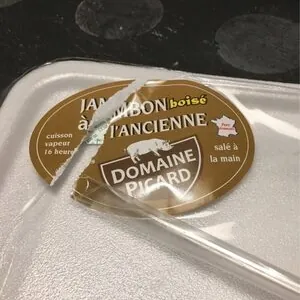 JAMBON boisé
à l'ANCIENNE
cuisson
vapeur
16 heures
DOMAINE
PICARD
salé à
la main